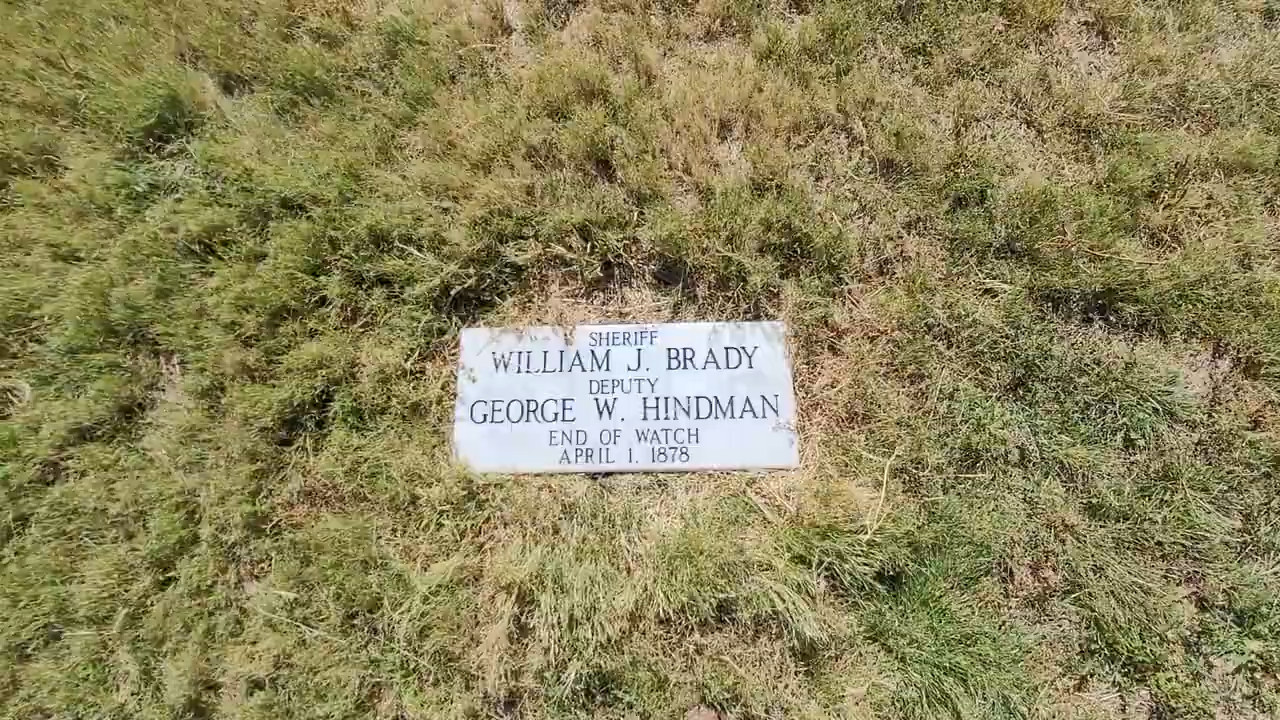 SHERIFF
WILLIAM J. BRADY
DEPUTY
GEORGE W. HINDMAN
END OF WATCH
APRIL 1, 1878